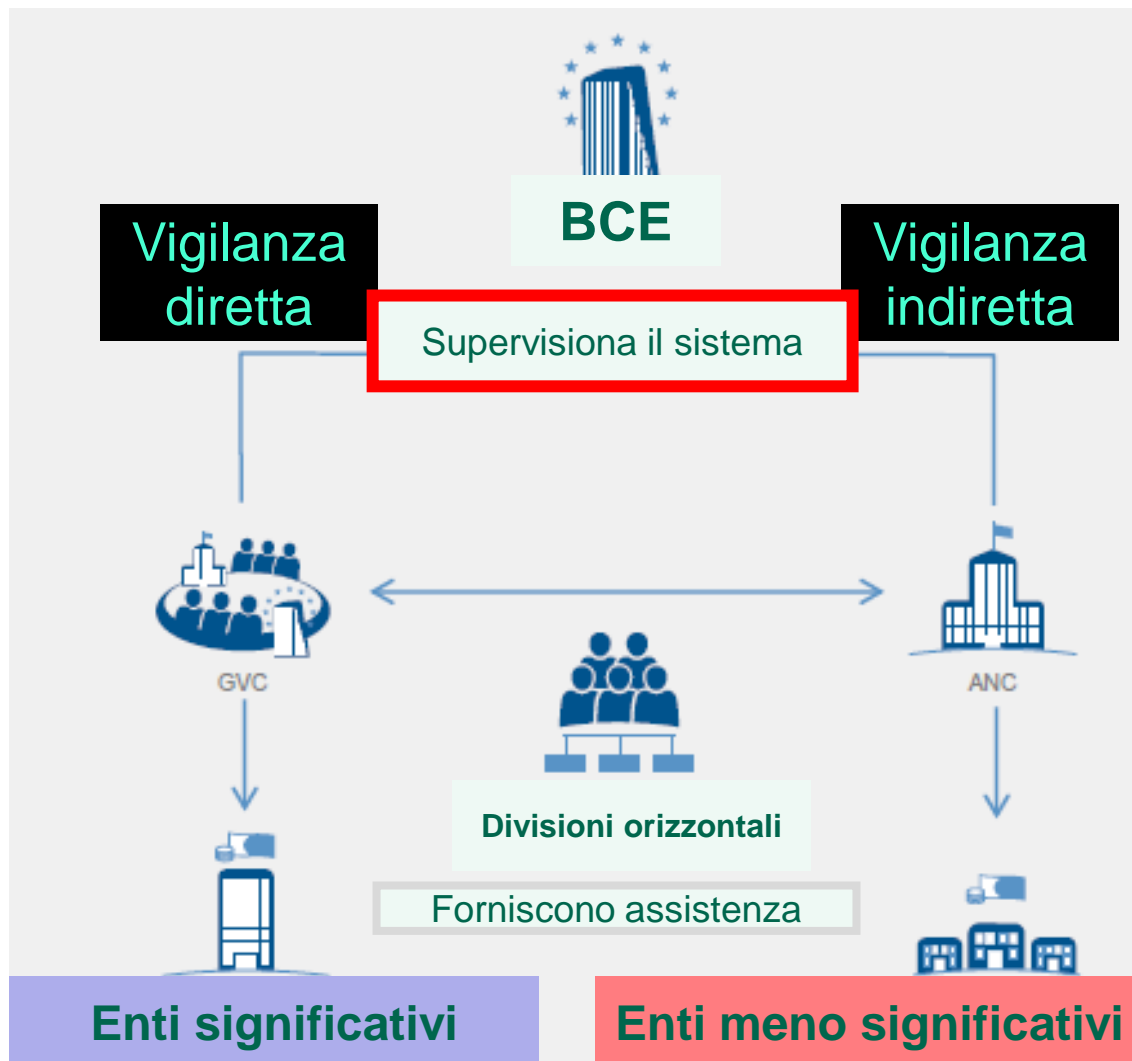 BCE
Vigilanza
diretta
Vigilanza
indiretta
Supervisiona il sistema
GVC
ANC
Divisioni orizzontali
Forniscono assistenza
Enti significativi
Enti meno significativi